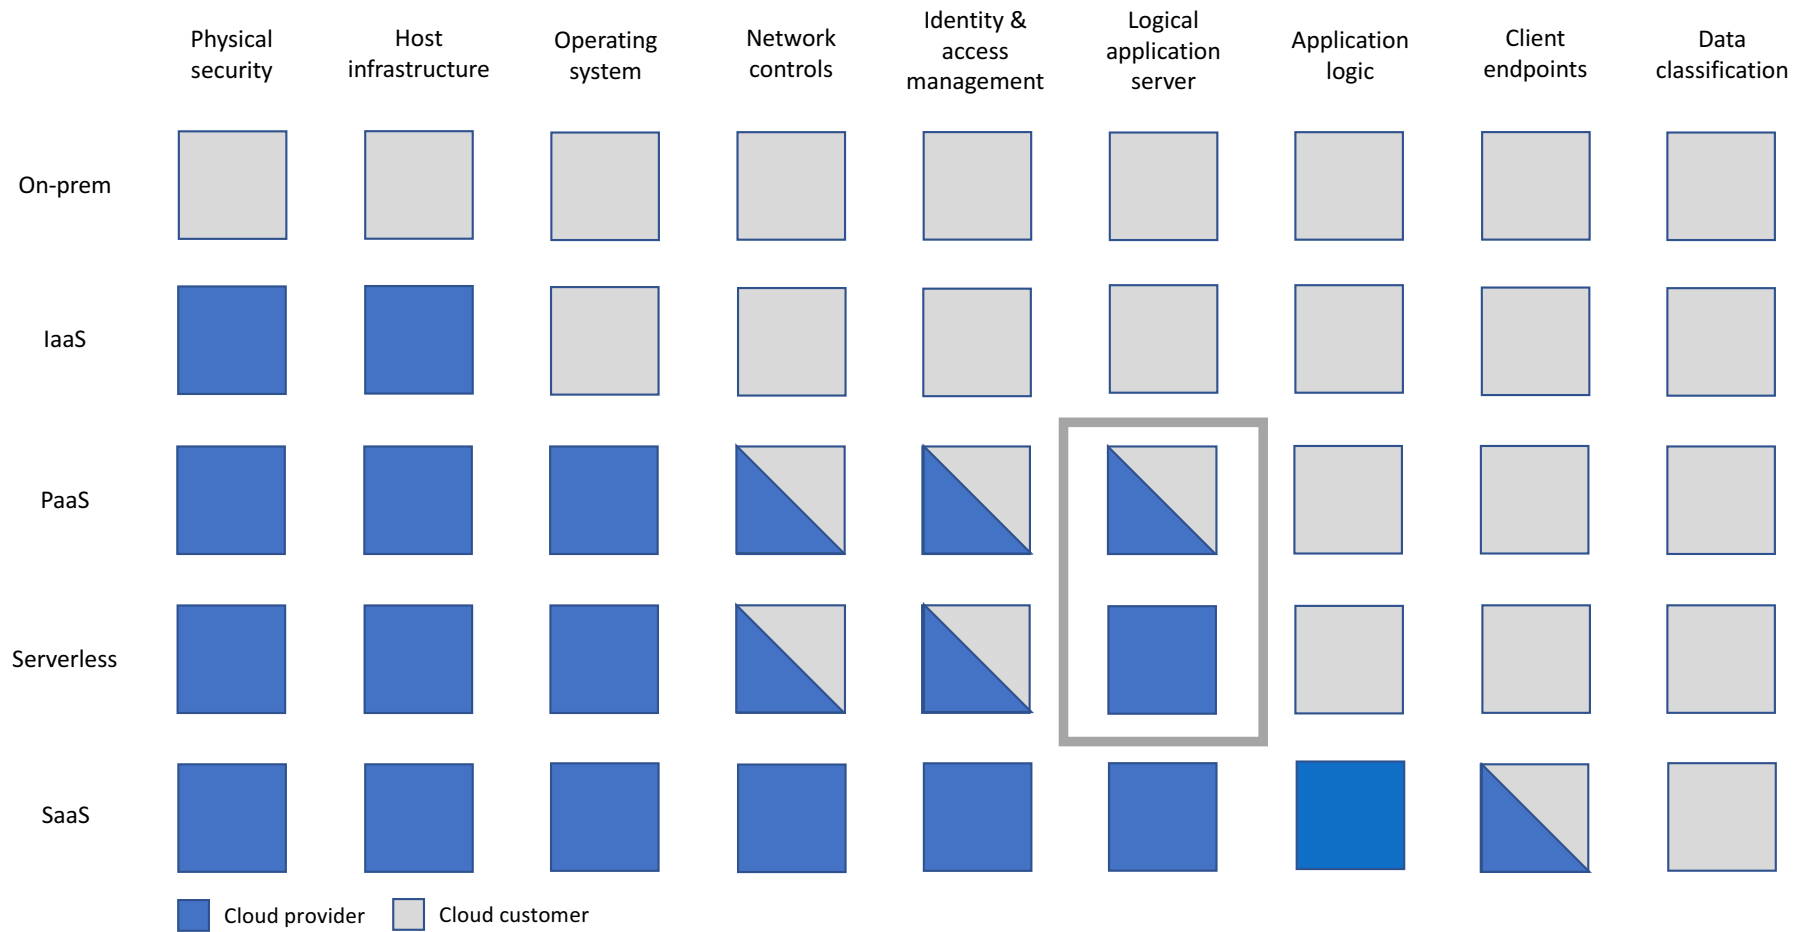 Physical
security
Host
infrastructure
Operating
system
Network
controls
Identity &
access
management
Logical
application
server
Application
logic
Client
endpoints
Data
classification
On-prem
IaaS
PaaS
Serverless
SaaS
Cloud provider
Cloud customer